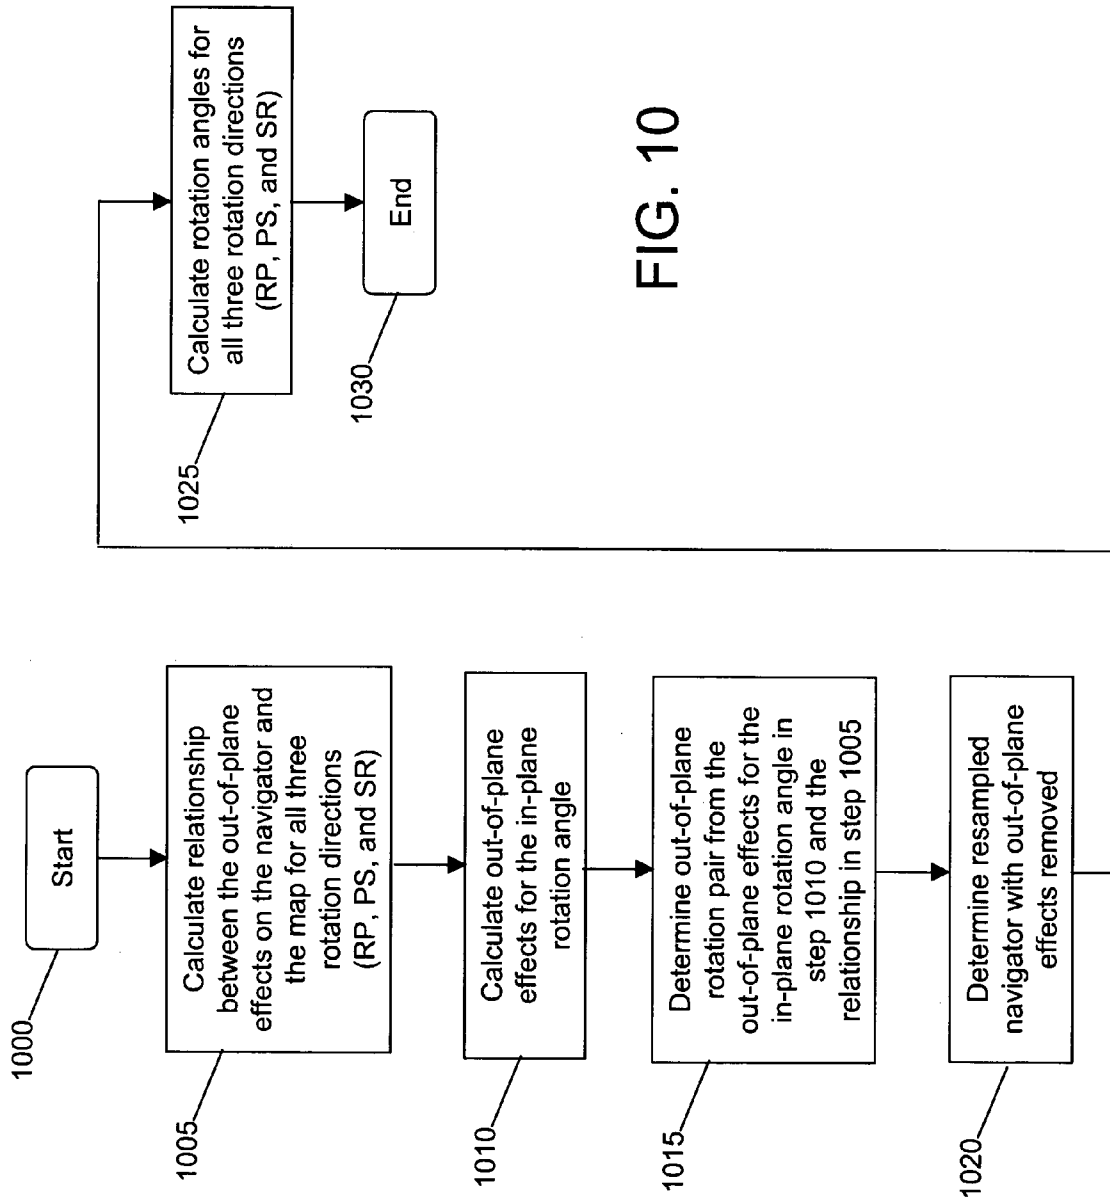 1000
Start
1005
Calculate relationship
between the out-of-plane
effects on the navigator and
the map for all three
rotation directions
(RP, PS, and SR)
1010
Calculate out-of-plane
effects for the in-plane
rotation angle
1015
Determine out-of-plane
rotation pair from the
out-of-plane effects for the
in-plane rotation angle in
step 1010 and the
relationship in step 1005
1020
Determine resampled
navigator with out-of-plane
effects removed
1025
Calculate rotation angles for
all three rotation directions
(RP, PS, and SR)
1030
End
FIG. 10